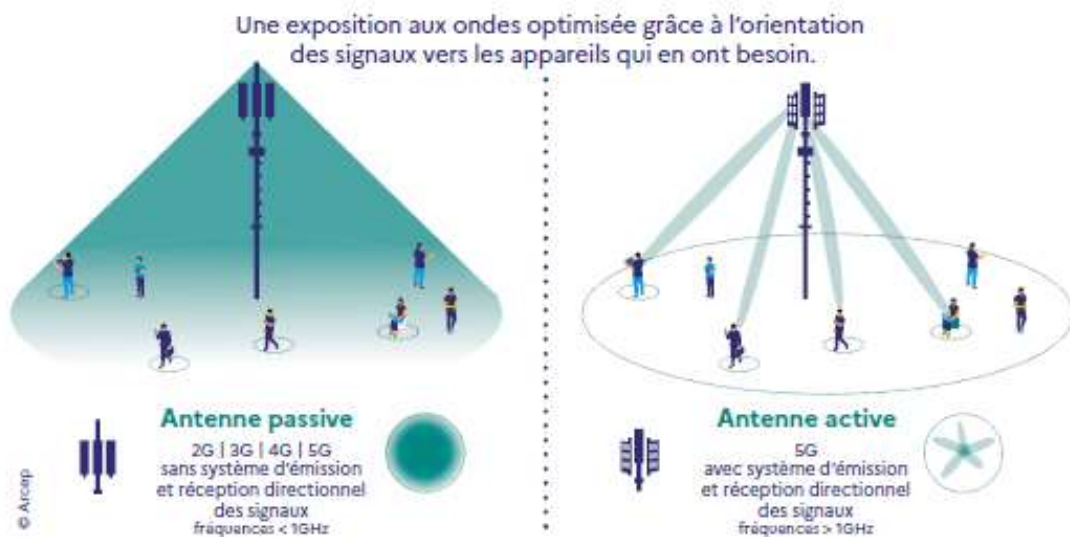 Une exposition aux ondes optimisée grâce à l'orientation
des signaux vers les appareils qui en ont besoin.
Antenne passive
2G | 3G | 4G | 5G
sans système d'émission
et réception directionnel
des signaux
fréquences < 1GHz
Antenne active
5G
avec système d'émission
et réception directionnel
des signaux
fréquences > 1GHz
© Arcep